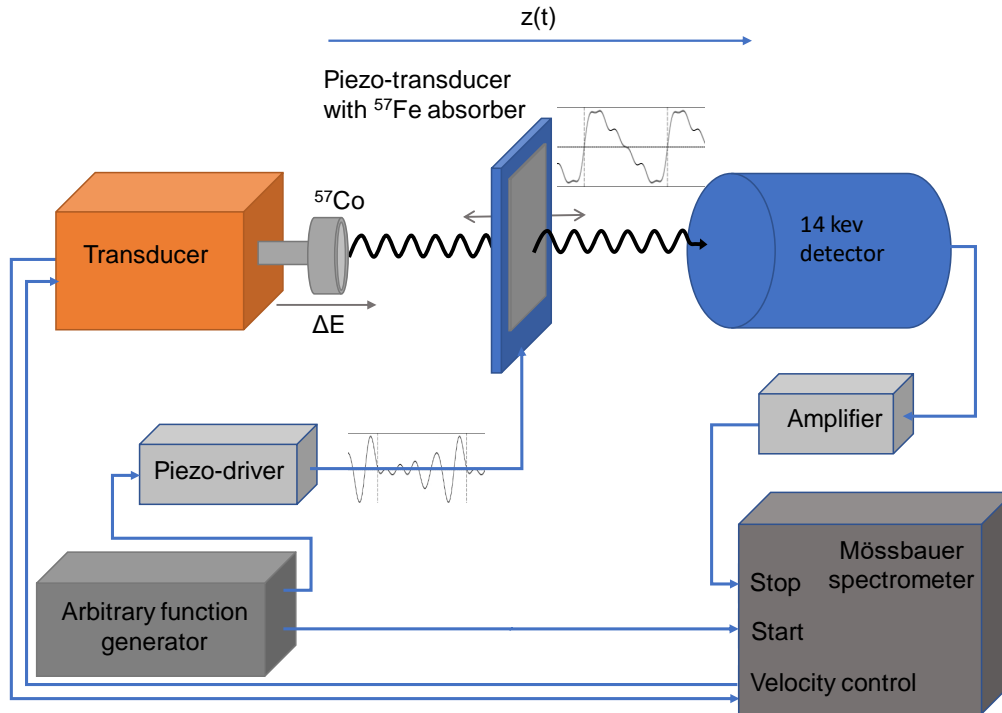 z(t)
Piezo-transducer
with ⁵⁷Fe absorber
⁵⁷Co
Transducer
14 kev
detector
ΔE
Amplifier
Piezo-driver
Mössbauer
spectrometer
Stop
Arbitrary function
generator
Start
Velocity control